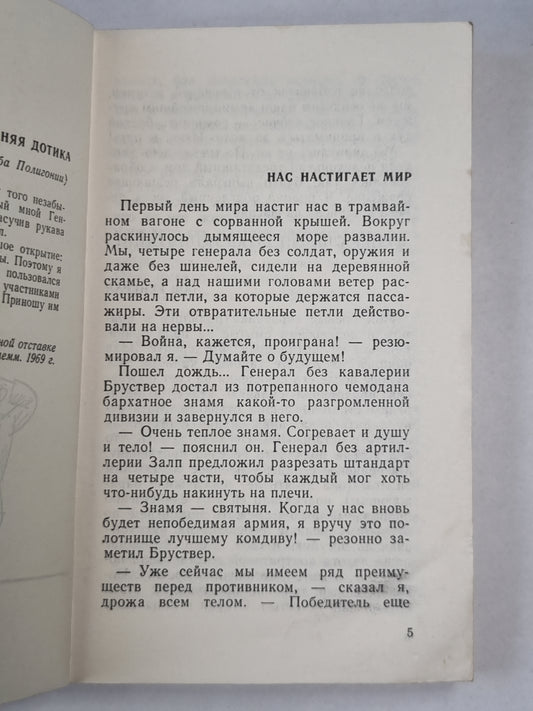 НЯЯ ДОТИКА
ба Полигонии)
того незабы-
ый мной Ген-
асучив рукава
л.
ное открытие:
ы. Поэтому я
пользовался
участниками
Приношу им
ной отставке
лемм. 1969 г.
НАС НАСТИГАЕТ МИР
Первый день мира настиг нас в трамвай-
ном вагоне с сорванной крышей. Вокруг
раскинулось дымящееся море развалин.
Мы, четыре генерала без солдат, оружия и
даже без шинелей, сидели на деревянной
скамье, а над нашими головами ветер рас-
качивал петли, за которые держатся пасса-
жиры. Эти отвратительные петли действо-
вали на нервы...
— Война, кажется, проиграна! — резю-
мировал я. — Думайте о будущем!
Пошел дождь... Генерал без кавалерии
Бруствер достал из потрепанного чемодана
бархатное знамя какой-то разгромленной
дивизии и завернулся в него.
— Очень теплое знамя. Согревает и душу
и тело! — пояснил он. Генерал без артил-
лерии Залп предложил разрезать штандарт
на четыре части, чтобы каждый мог хоть
что-нибудь накинуть на плечи.
— Знамя — святыня. Когда у нас вновь
будет непобедимая армия, я вручу это по-
лотнище лучшему комдиву! — резонно за-
метил Бруствер.
— Уже сейчас мы имеем ряд преиму-
ществ перед противником, — сказал я,
дрожа всем телом. — Победитель еще
5